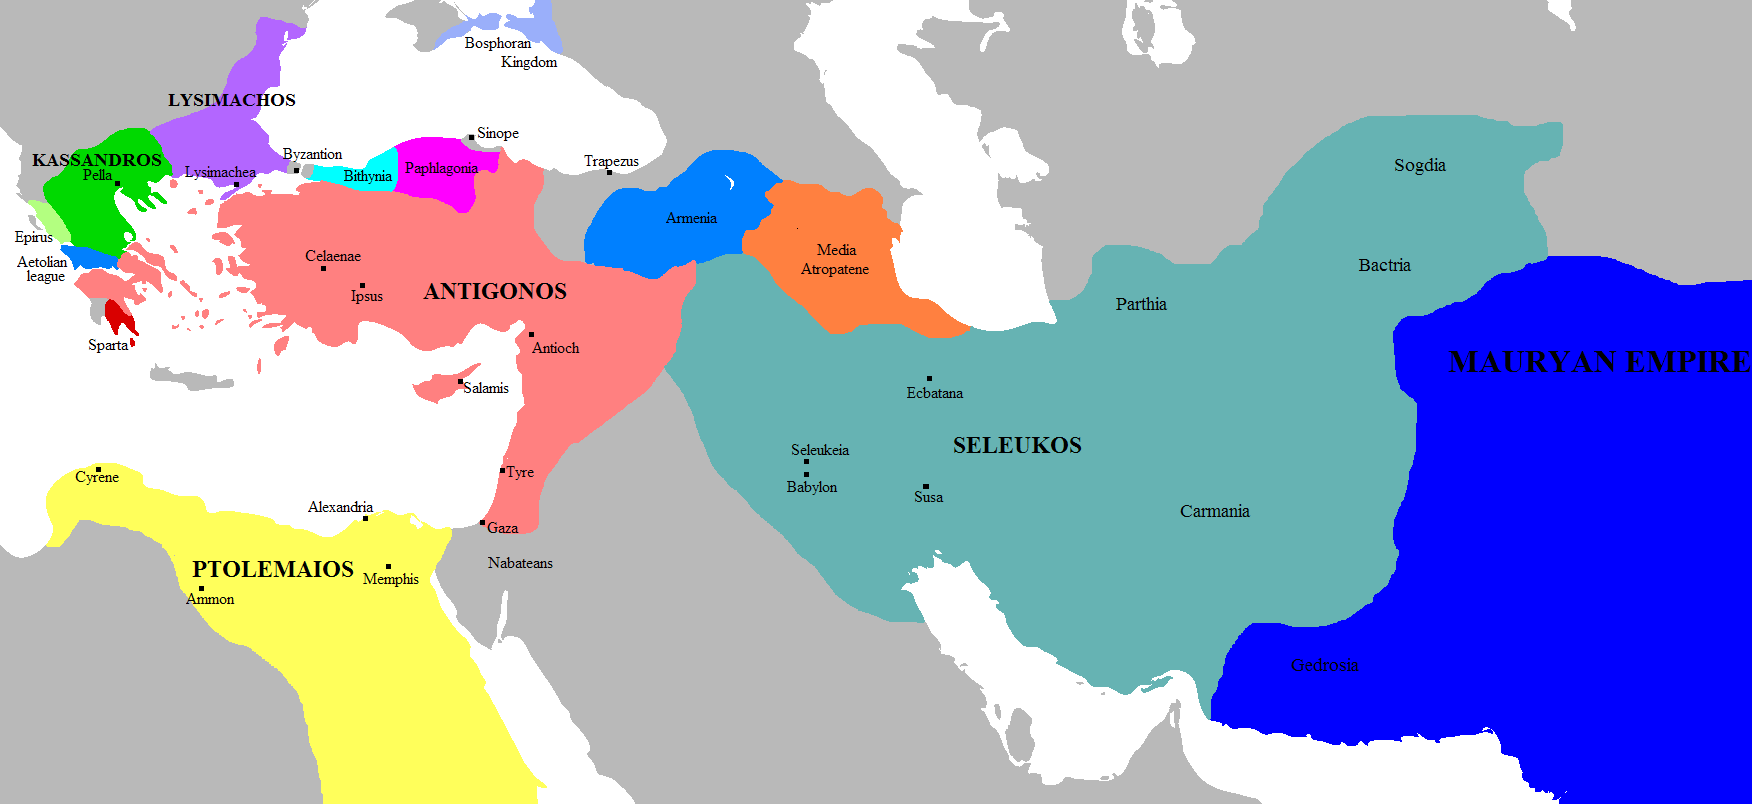 Bosphoran
Kingdom
LYSIMACHOS
Sinope
Byzantion
KASSANDROS
Pella
Lysimachea
Bithynia
Paphlagonia
Trapezus
Sogdia
Armenia
Epirus
Aetolian
league
Celaenae
Media
Atropatene
Bactria
ANTIGONOS
Ipsus
Parthia
Sparta
Antioch
MAURYAN EMPIRE
Salamis
Ecbatana
SELEUKOS
Seleukeia
Cyrene
Tyre
Babylon
Susa
Alexandria
Carmania
Gaza
PTOLEMAIOS
Nabateans
Memphis
Ammon
Gedrosia